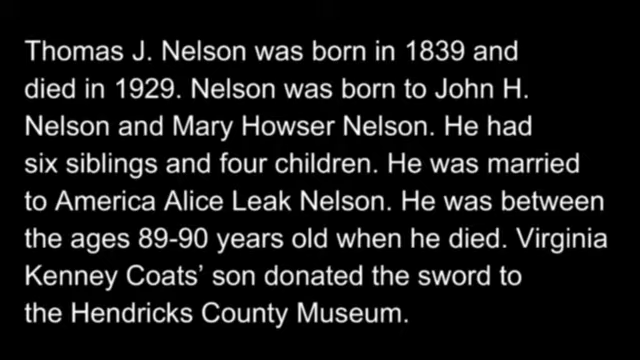 Thomas J. Nelson was born in 1839 and
died in 1929. Nelson was born to John H.
Nelson and Mary Howser Nelson. He had
six siblings and four children. He was married
to America Alice Leak Nelson. He was between
the ages 89-90 years old when he died. Virginia
Kenney Coats’ son donated the sword to
the Hendricks County Museum.